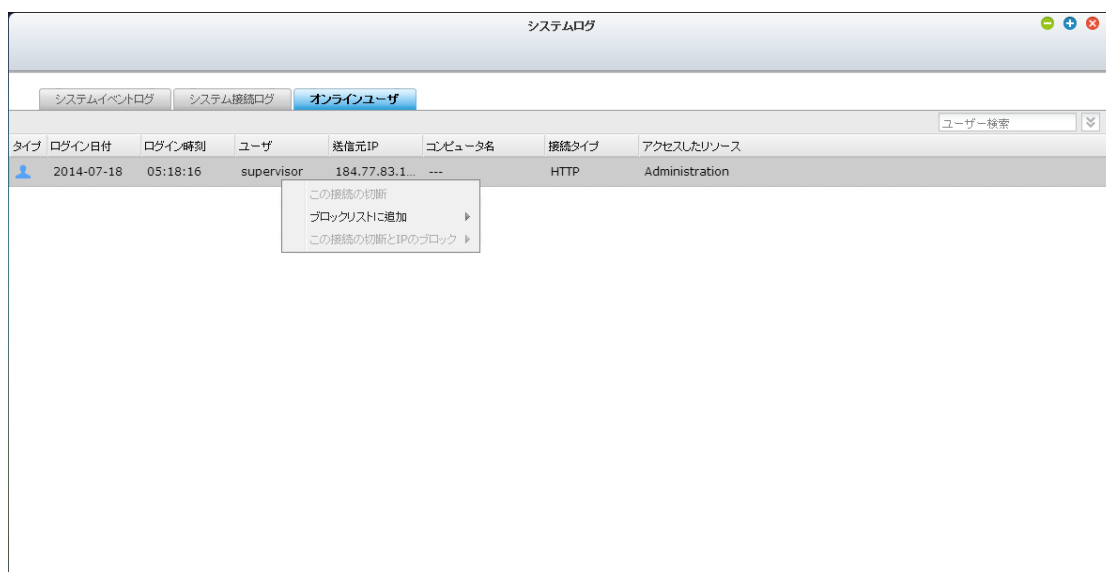 システムログ
システムイベントログ システム接続ログ オンラインユーザ
ユーザー検索
タイプ ログイン日付 ログイン時刻 ユーザ 送信元IP コンピュータ名 接続タイプ アクセスしたリソース
2014-07-18 05:18:16 supervisor 184.77.83.1... --- HTTP Administration
この接続の切断
ブロックリストに追加
この接続の切断とIPのブロック